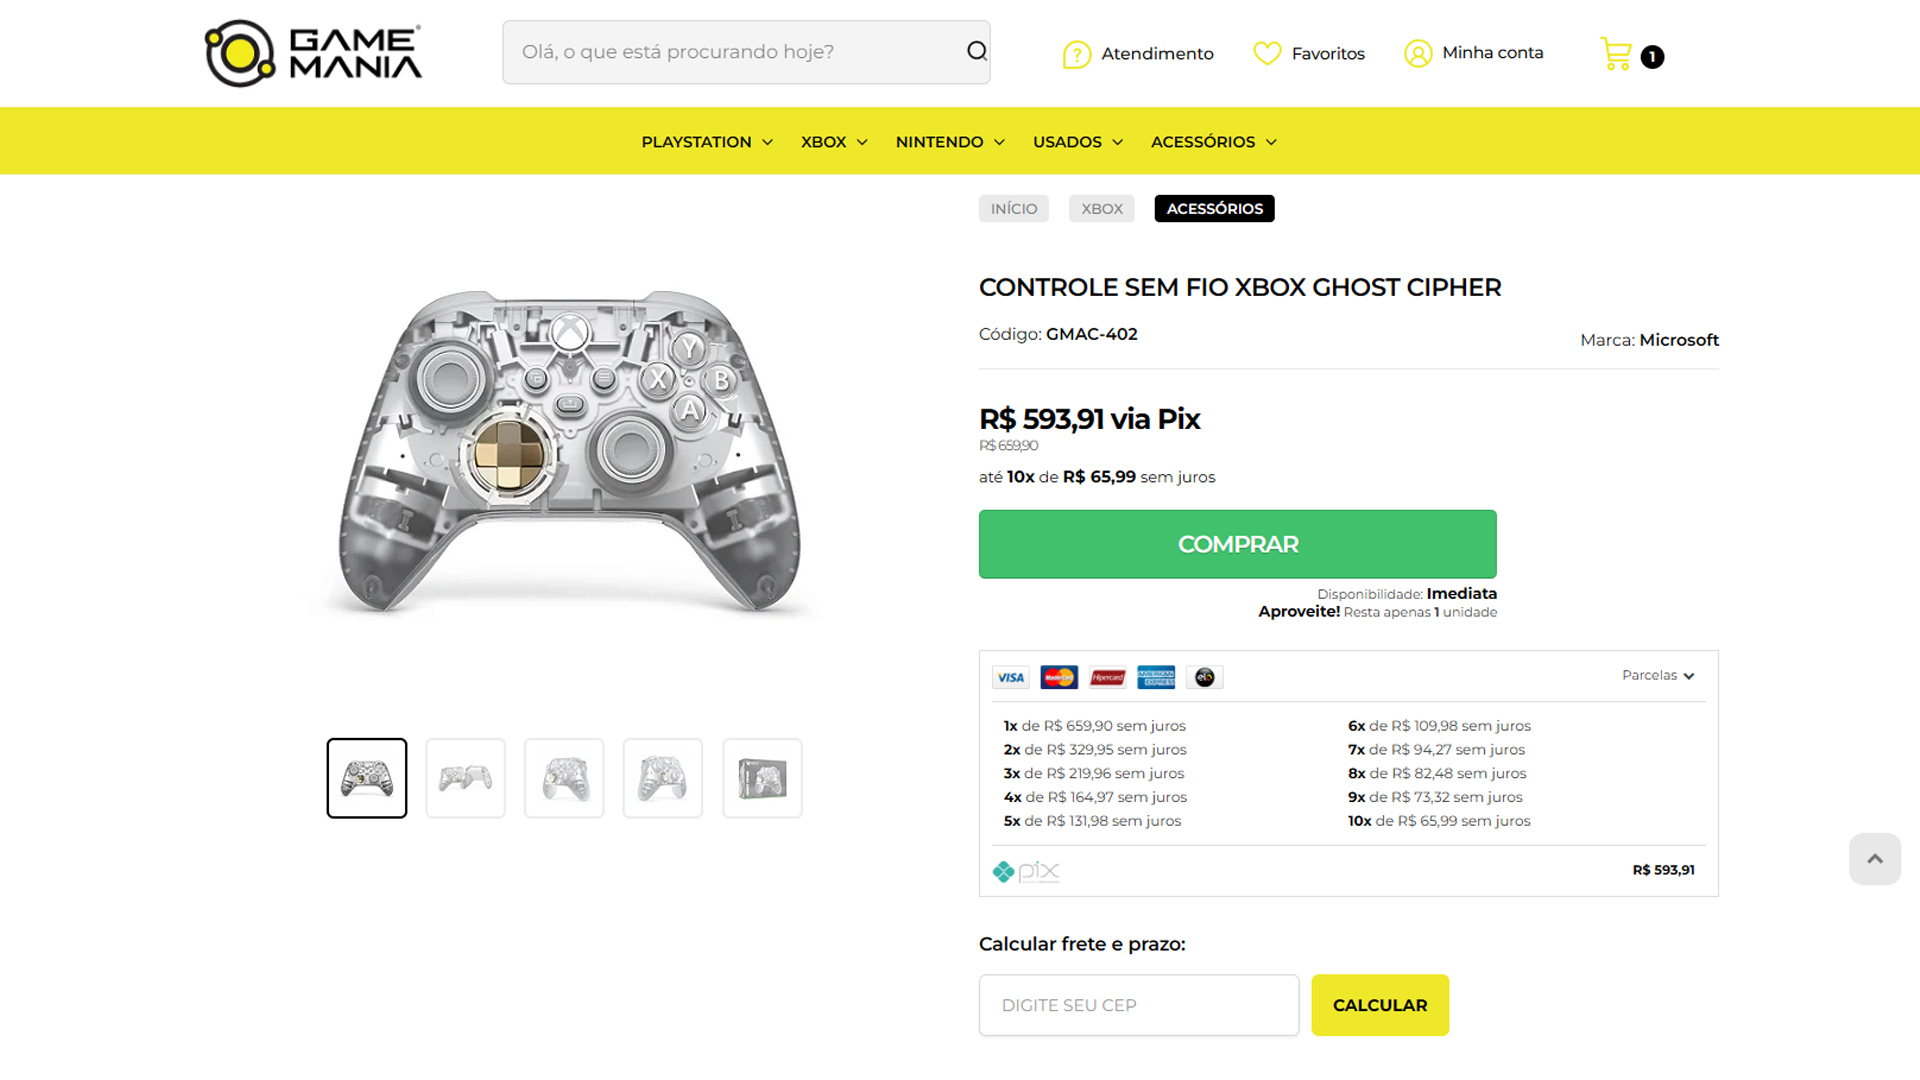 GAME MANIA
Olá, o que está procurando hoje?
Atendimento
Favoritos
Minha conta
1
PLAYSTATION
XBOX
NINTENDO
USADOS
ACESSÓRIOS
INÍCIO
XBOX
ACESSÓRIOS
CONTROLE SEM FIO XBOX GHOST CIPHER
Código: GMAC-402
Marca: Microsoft
Y
X
B
A
R$ 593,91 via Pix
R$ 659,90
até 10x de R$ 65,99 sem juros
COMPRAR
Disponibilidade: Imediata
Aproveite! Resta apenas 1 unidade
VISA
MasterCard
Hipercard
AMERICAN EXPRESS
elo
Parcelas
1x de R$ 659,90 sem juros
2x de R$ 329,95 sem juros
3x de R$ 219,96 sem juros
4x de R$ 164,97 sem juros
5x de R$ 131,98 sem juros
6x de R$ 109,98 sem juros
7x de R$ 94,27 sem juros
8x de R$ 82,48 sem juros
9x de R$ 73,32 sem juros
10x de R$ 65,99 sem juros
pix
R$ 593,91
Calcular frete e prazo:
DIGITE SEU CEP
CALCULAR